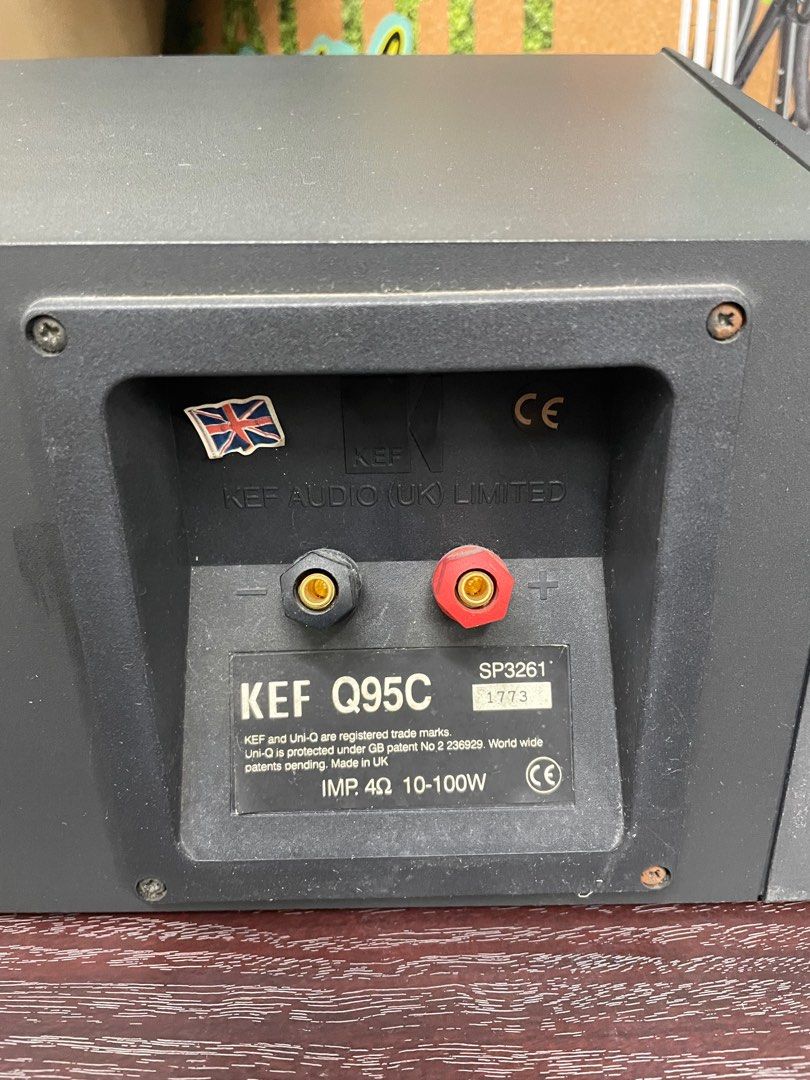 CE
KEF
KEF AUDIO (UK) LIMITED
- +
SP3261
KEF Q95C 1773
KEF and Uni-Q are registered trade marks.
Uni-Q is protected under GB patent No 2 236929. World wide
patents pending. Made in UK
IMP. 4Ω 10-100W CE